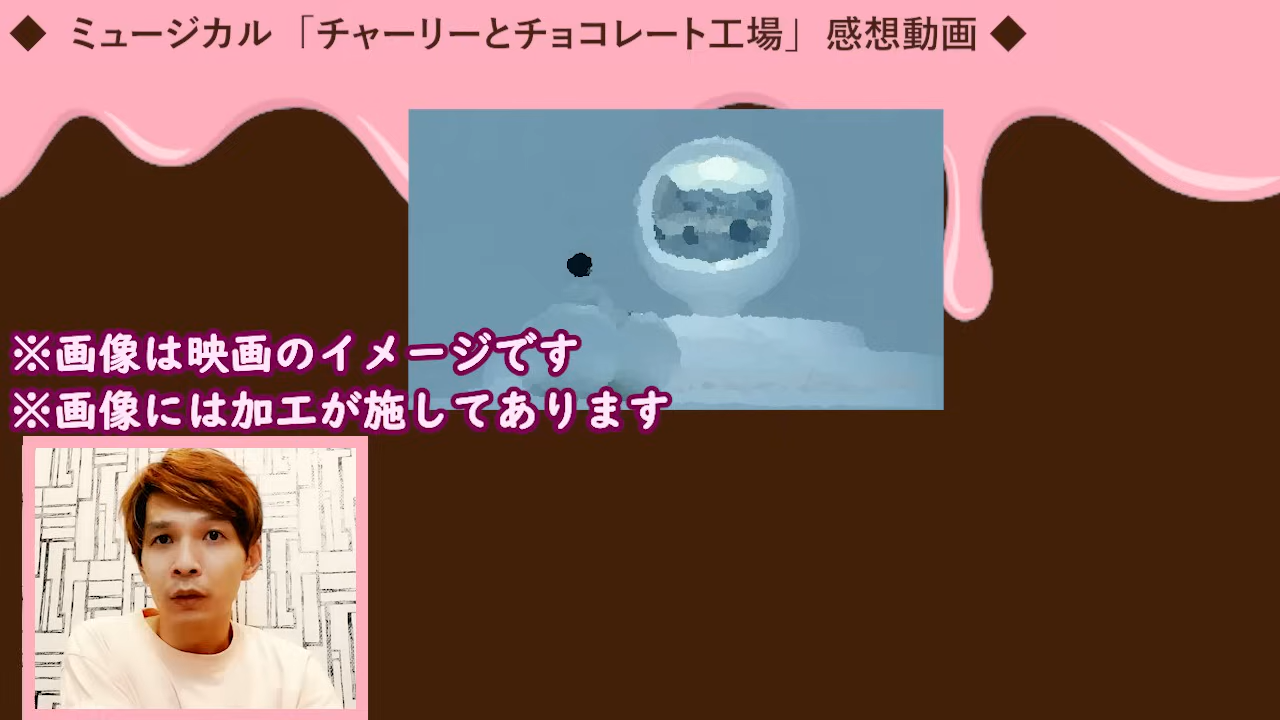 ◆ ミュージカル「チャーリーとチョコレート工場」感想動画 ◆
※画像は映画のイメージです
※画像には加工が施してあります